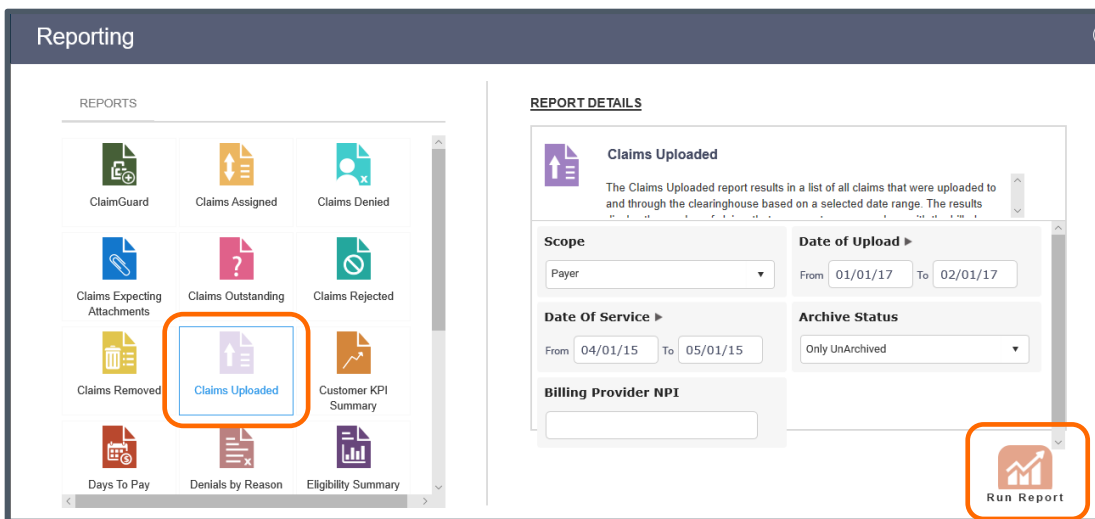 Reporting
REPORTS
ClaimGuard
Claims Assigned
Claims Denied
Claims Expecting
Attachments
Claims Outstanding
Claims Rejected
Claims Removed
Claims Uploaded
Customer KPI
Summary
Days To Pay
Denials by Reason
Eligibility Summary
REPORT DETAILS
Claims Uploaded
The Claims Uploaded report results in a list of all claims that were uploaded to
and through the clearinghouse based on a selected date range. The results
Scope
Payer
Date of Upload
From 01/01/17 To 02/01/17
Date Of Service
From 04/01/15 To 05/01/15
Archive Status
Only UnArchived
Billing Provider NPI
Run Report